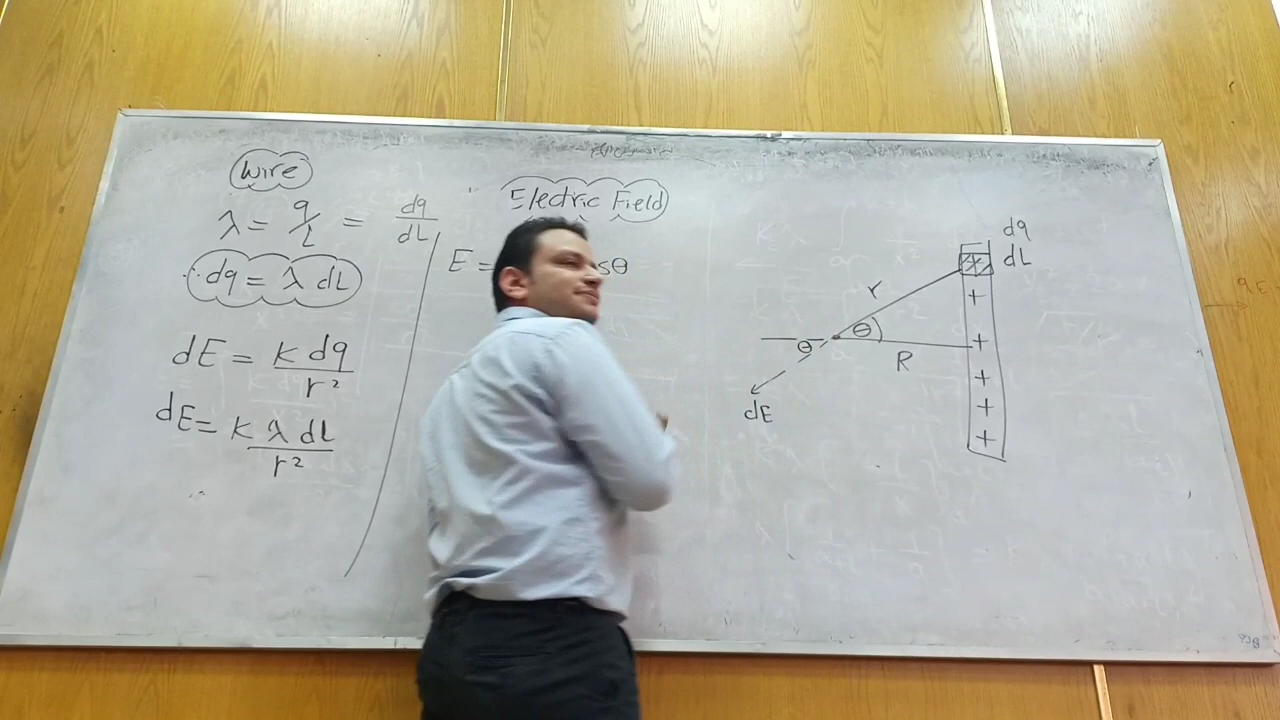 Wire
λ = q/L = dq/dL
∴ dq = λ dL
dE = K dq / r²
dE = K λ dL / r²
Electric Field
E = sθ
dq
dL
r
θ
θ
R
dE
+
+
+
+
+
+